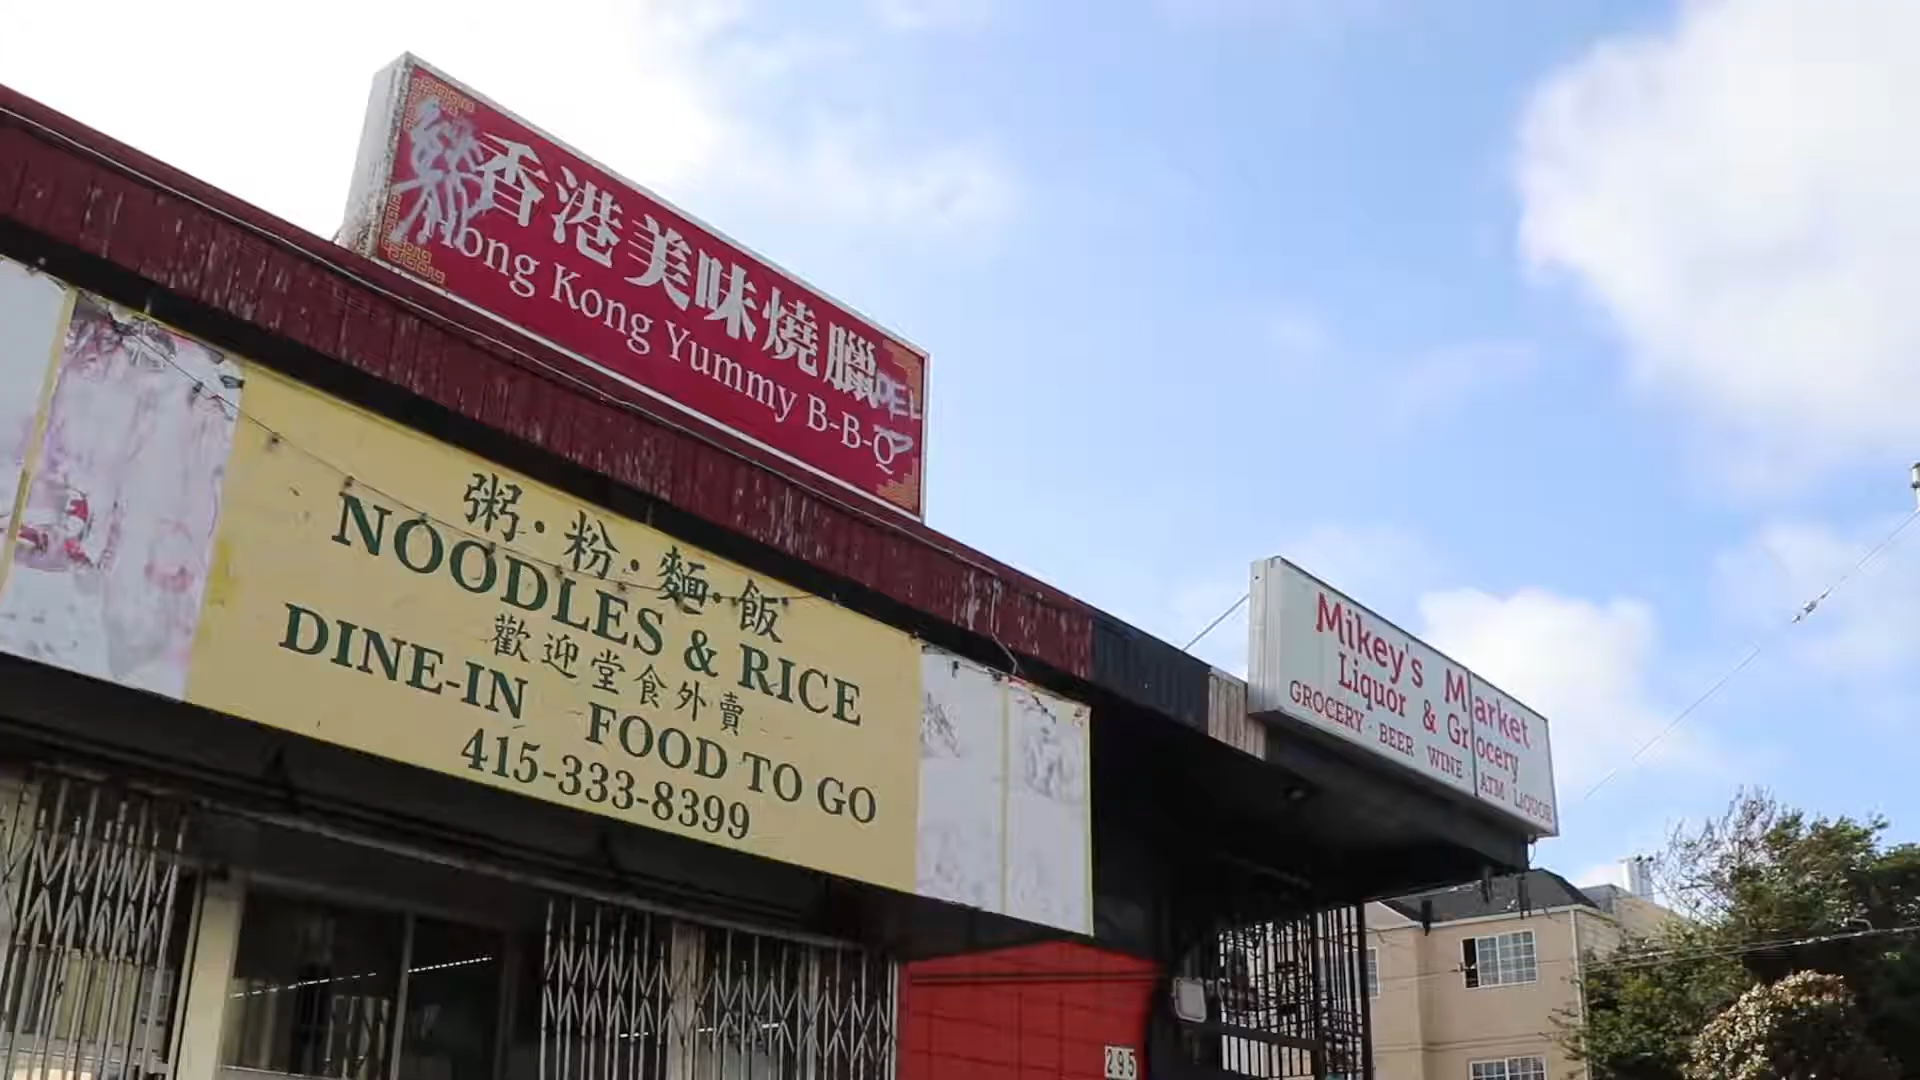 香港美味燒臘
Hong Kong Yummy B-B-Q
粥·粉·麵·飯
NOODLES & RICE
歡迎堂食外賣
DINE-IN FOOD TO GO
415-333-8399
Mikey's Market
Liquor & Grocery
GROCERY · BEER WINE · ATM LIQUOR
295